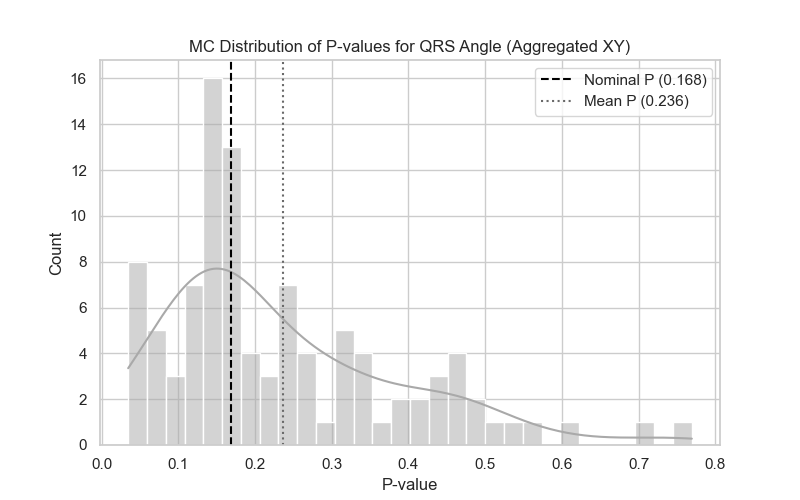 MC Distribution of P-values for QRS Angle (Aggregated XY)
Nominal P (0.168)
Mean P (0.236)
16
14
12
10
8
6
4
2
0
Count
0.0 0.1 0.2 0.3 0.4 0.5 0.6 0.7 0.8
P-value